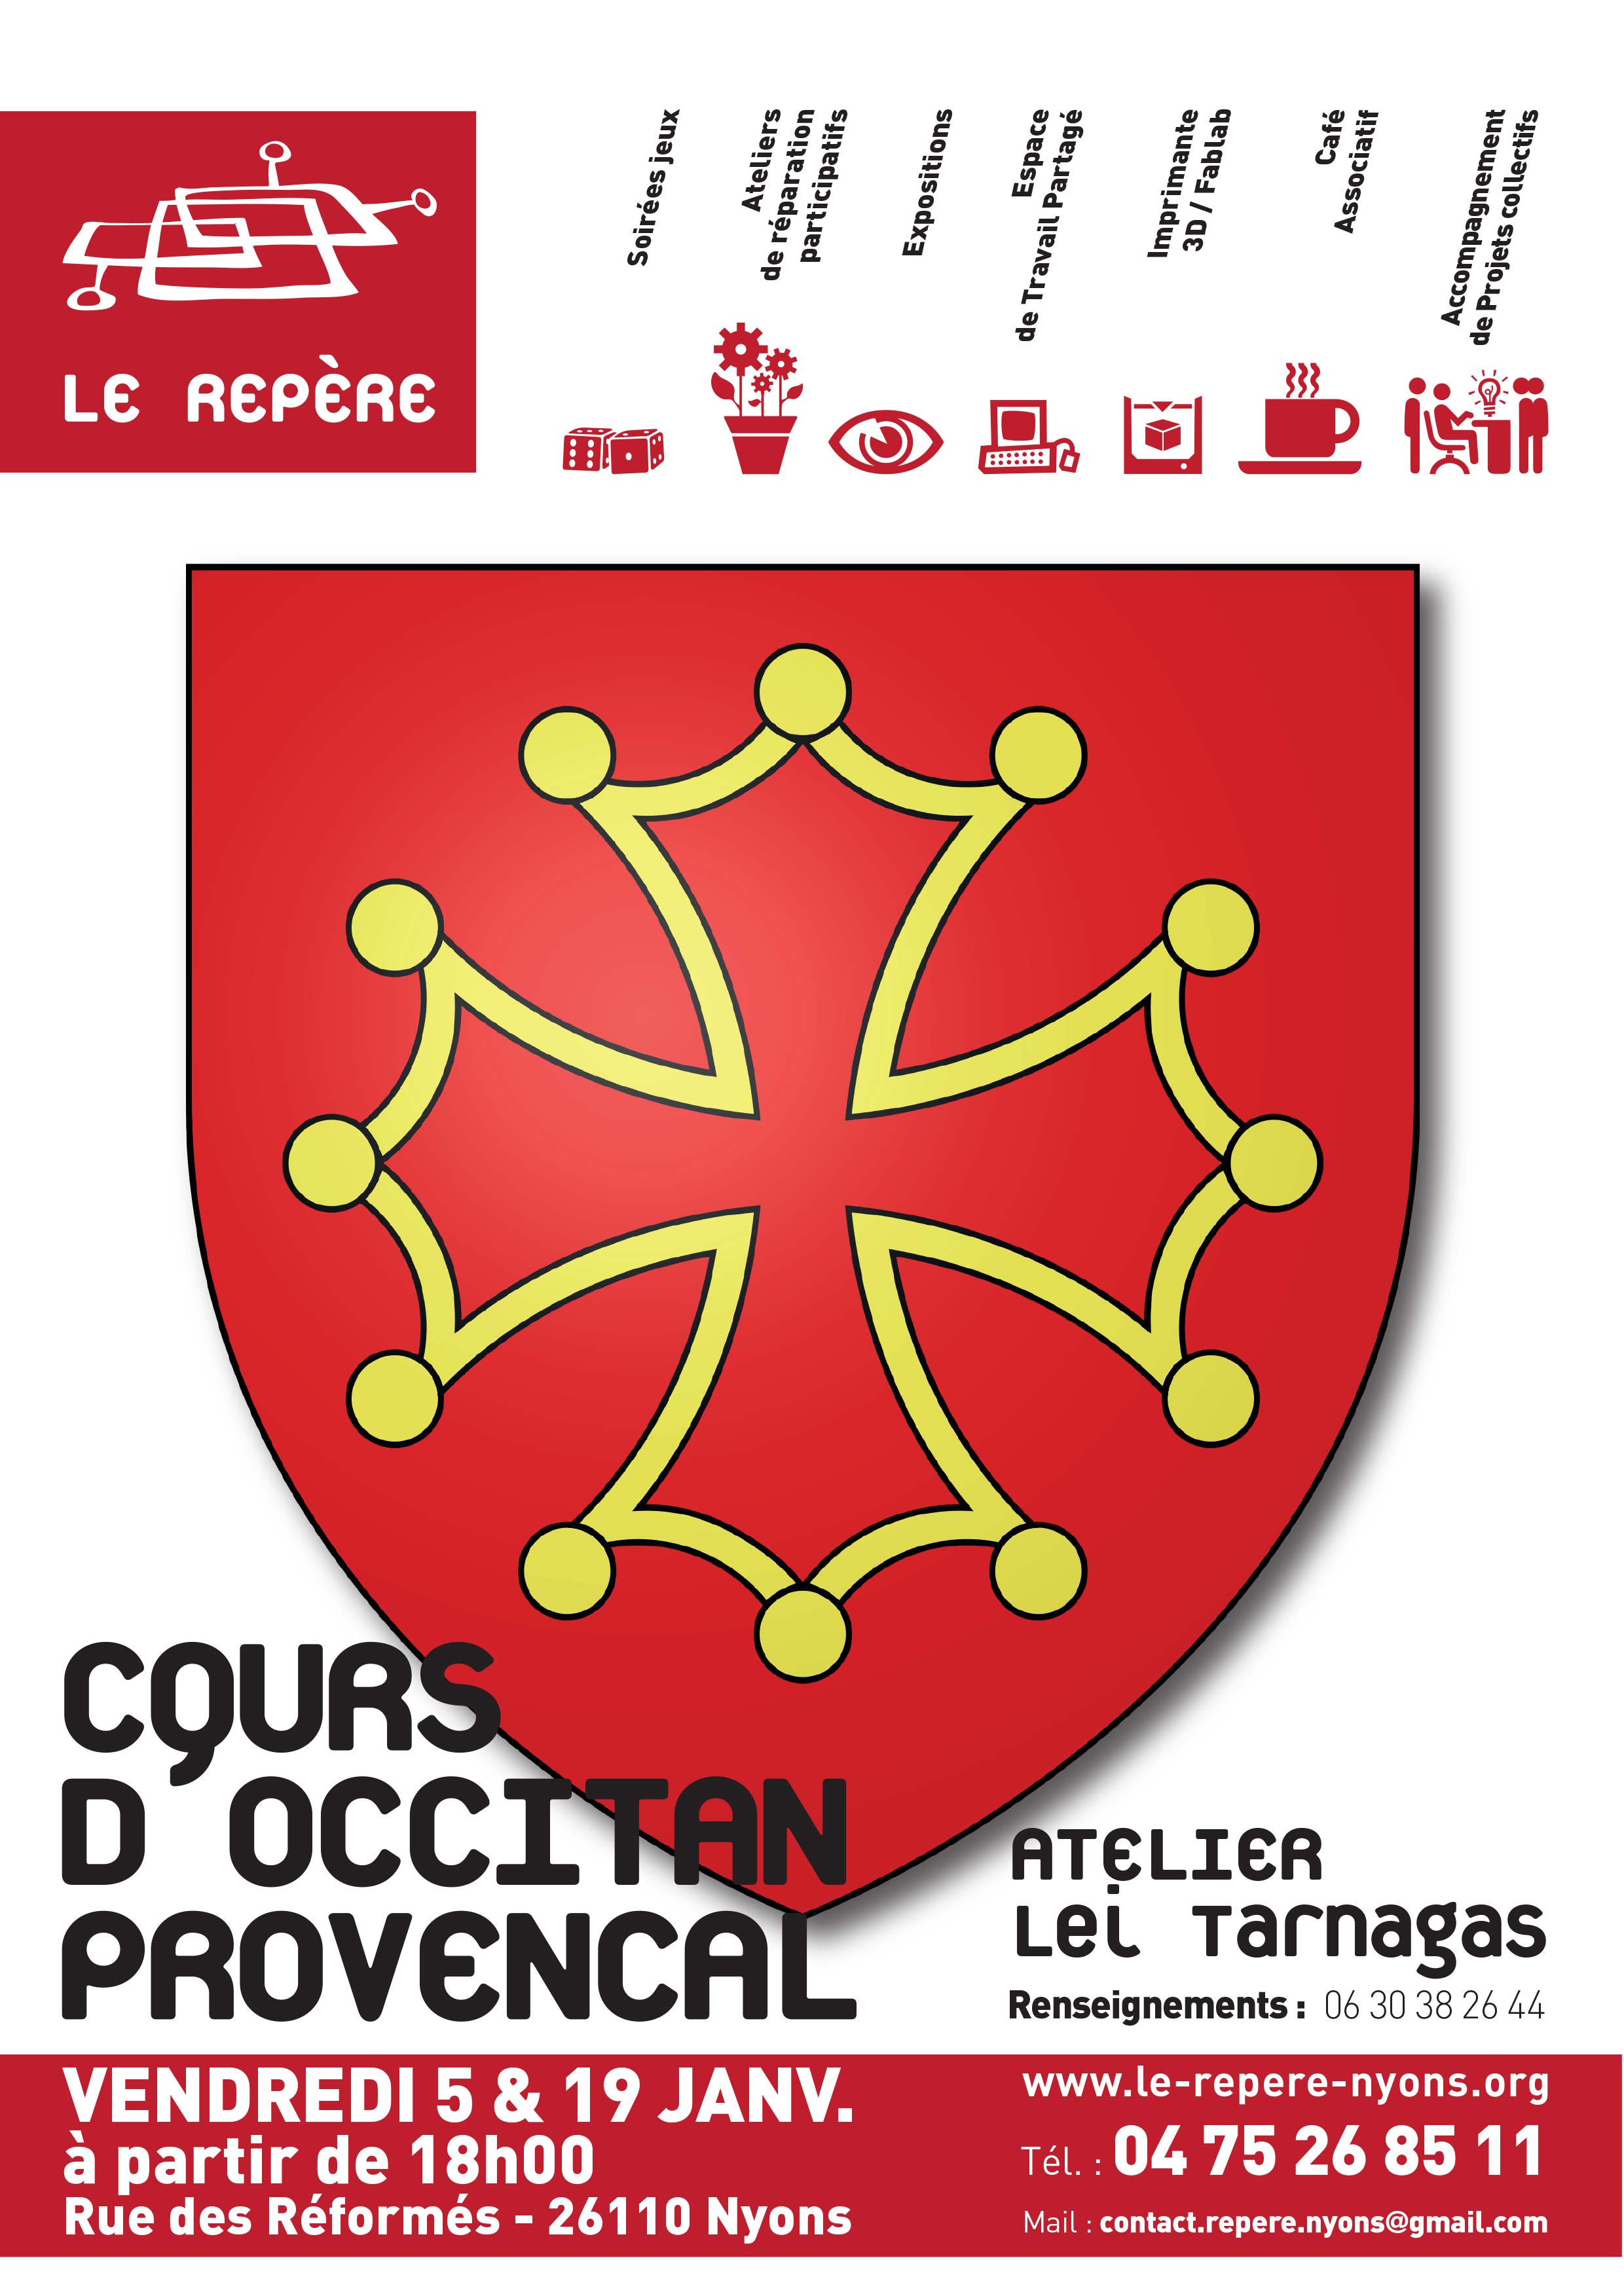 LE REPÈRE
Soirées jeux
Ateliers
de réparation
participatifs
Expositions
Espace
de Travail Partagé
Imprimante
3D / Fablab
Café
Associatif
Accompagnement
de Projets collectifs
COURS
D'OCCITAN
PROVENCAL
ATELIER
Lei Tarnagas
Renseignements : 06 30 38 26 44
VENDREDI 5 & 19 JANV.
à partir de 18h00
Rue des Réformés - 26110 Nyons
www.le-repere-nyons.org
Tél. : 04 75 26 85 11
Mail : contact.repere.nyons@gmail.com